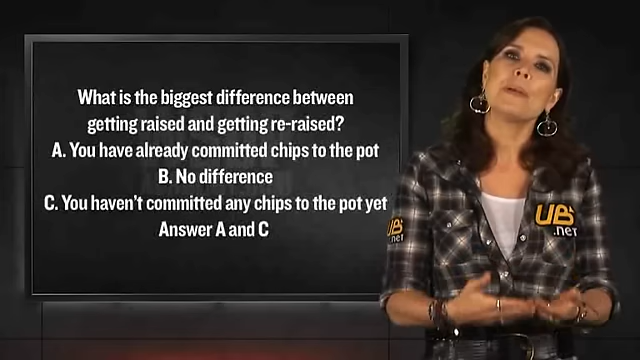 What is the biggest difference between
getting raised and getting re-raised?
A. You have already committed chips to the pot
B. No difference
C. You haven't committed any chips to the pot yet
Answer A and C
UBS
.net
UB
.net